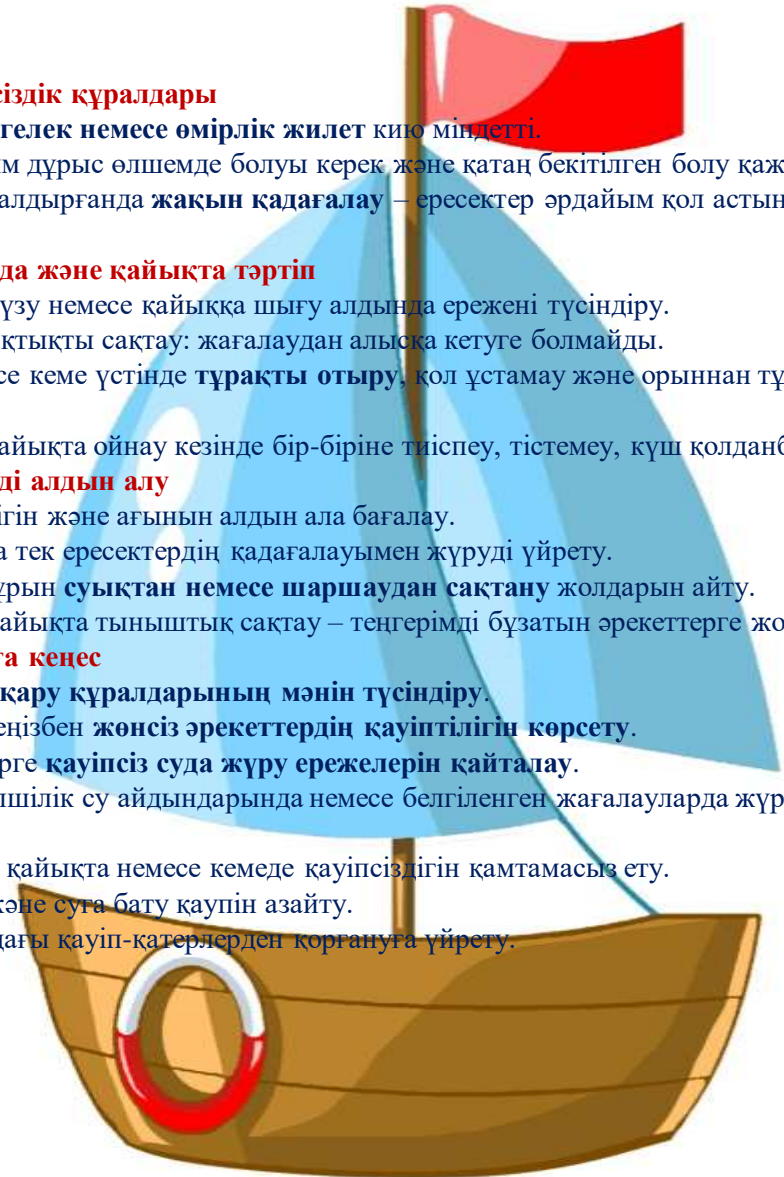 сіздік құралдары
гелек немесе өмірлік жилет кию міндетті.
ім дұрыс өлшемде болуы керек және қатаң бекітілген болу қаж
алдырғанда жақын қадағалау – ересектер әрдайым қол астын
да және қайықта тәртіп
үзу немесе қайыққа шығу алдында ережені түсіндіру.
қтықты сақтау: жағалаудан алысқа кетуге болмайды.
се кеме үстінде тұрақты отыру, қол ұстамау және орыннан тұ
айықта ойнау кезінде бір-біріне тиіспеу, тістемеу, күш қолданб
ді алдын алу
ігін және ағынын алдын ала бағалау.
а тек ересектердің қадағалауымен жүруді үйрету.
ұрын суықтан немесе шаршаудан сақтану жолдарын айту.
айықта тыныштық сақтау – теңгерімді бұзатын әрекеттерге жо
ға кеңес
қару құралдарының мәнін түсіндіру.
еңізбен жөнсіз әрекеттердің қауіптілігін көрсету.
рге қауіпсіз суда жүру ережелерін қайталау.
пшілік су айдындарында немесе белгіленген жағалауларда жүр
қайықта немесе кемеде қауіпсіздігін қамтамасыз ету.
және суға бату қаупін азайту.
дағы қауіп-қатерлерден қорғануға үйрету.